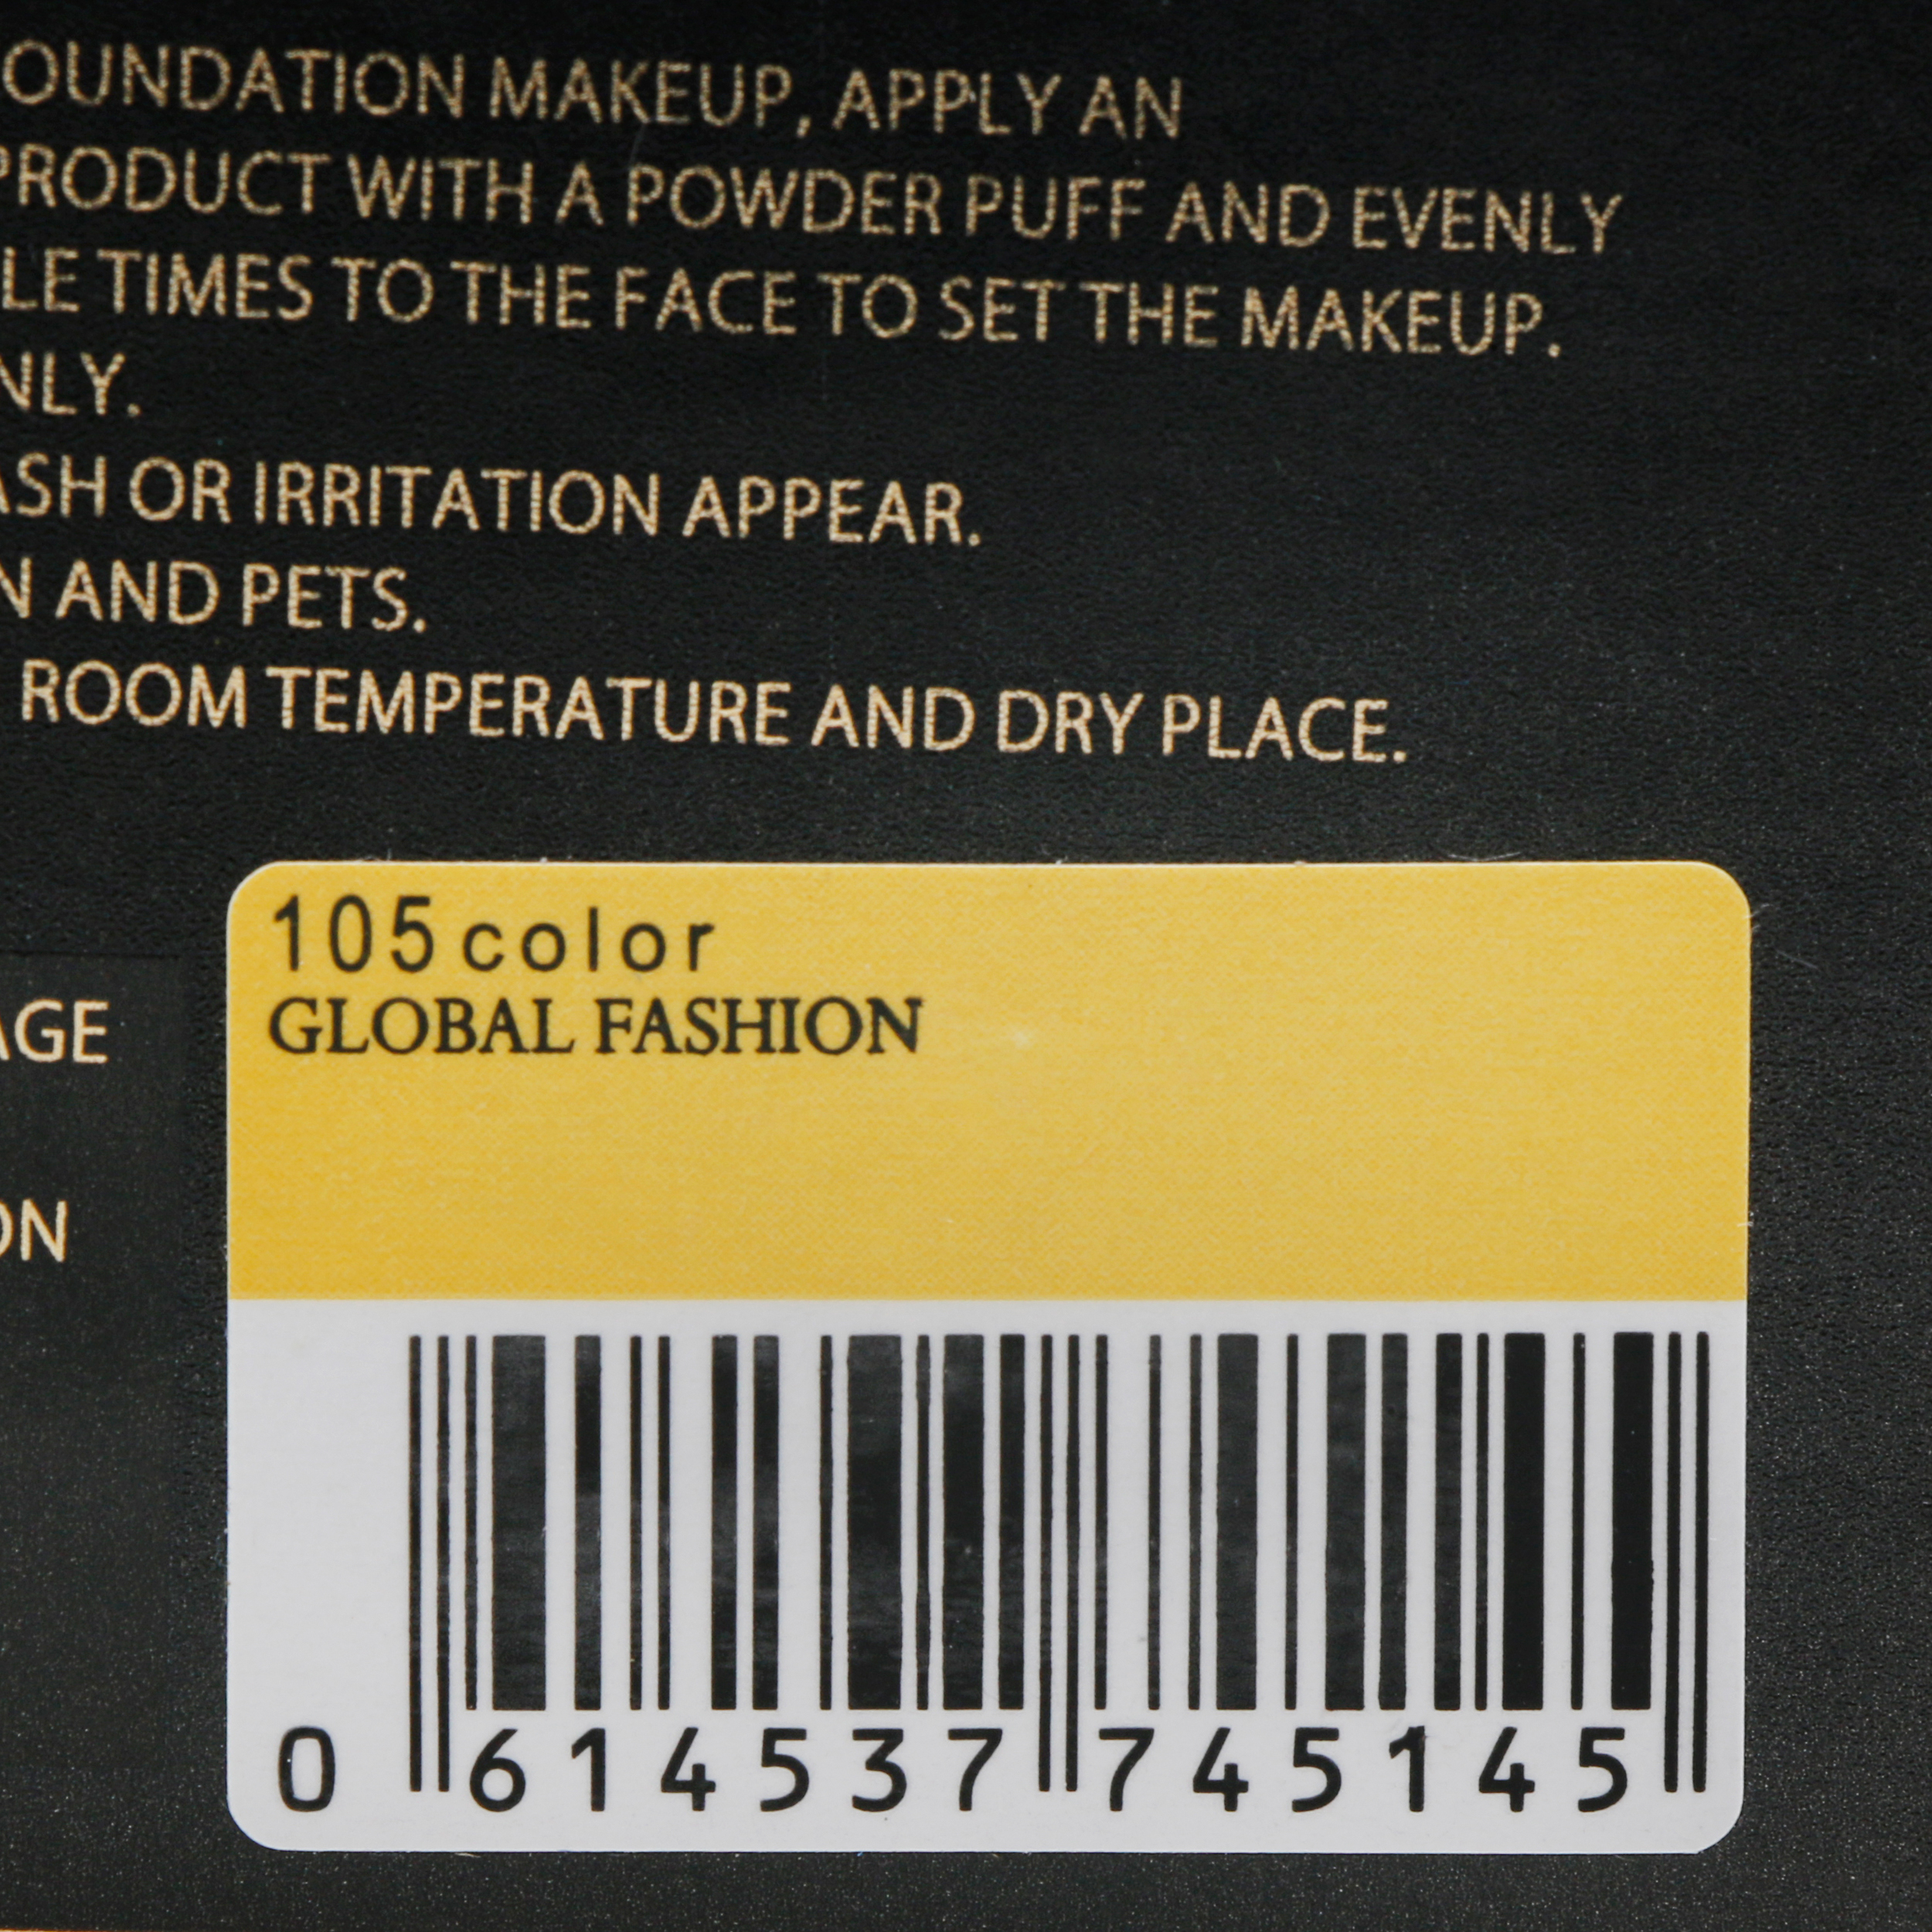 OUNDATION MAKEUP, APPLY AN
PRODUCT WITH A POWDER PUFF AND EVENLY
LE TIMES TO THE FACE TO SET THE MAKEUP.
NLY.
ASH OR IRRITATION APPEAR.
N AND PETS.
ROOM TEMPERATURE AND DRY PLACE.
AGE
ON
105color
GLOBAL FASHION
0 614537 745145